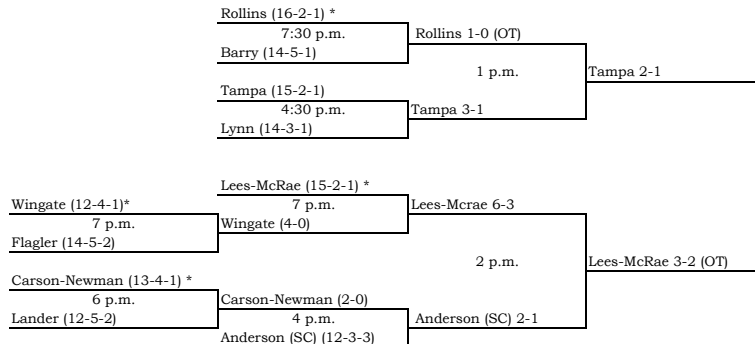 Rollins (16-2-1) *
7:30 p.m.
Rollins 1-0 (OT)
Barry (14-5-1)
1 p.m.
Tampa 2-1
Tampa (15-2-1)
4:30 p.m.
Tampa 3-1
Lynn (14-3-1)
Lees-McRae (15-2-1) *
Wingate (12-4-1)*
7 p.m.
Lees-Mcrae 6-3
7 p.m.
Wingate (4-0)
Flagler (14-5-2)
2 p.m.
Lees-McRae 3-2 (OT)
Carson-Newman (13-4-1) *
6 p.m.
Carson-Newman (2-0)
Lander (12-5-2)
4 p.m.
Anderson (SC) 2-1
Anderson (SC) (12-3-3)